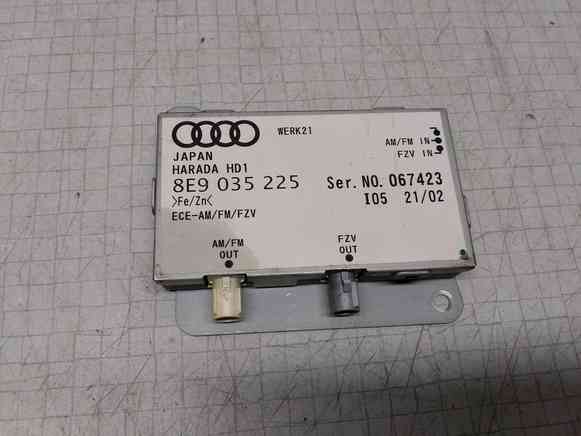 WERK21
AM/FM IN
FZV IN
JAPAN
HARADA HD1
8E9 035 225
Ser. NO. 067423
>Fe/Zn<
I05 21/02
ECE-AM/FM/FZV
AM/FM
OUT
FZV
OUT